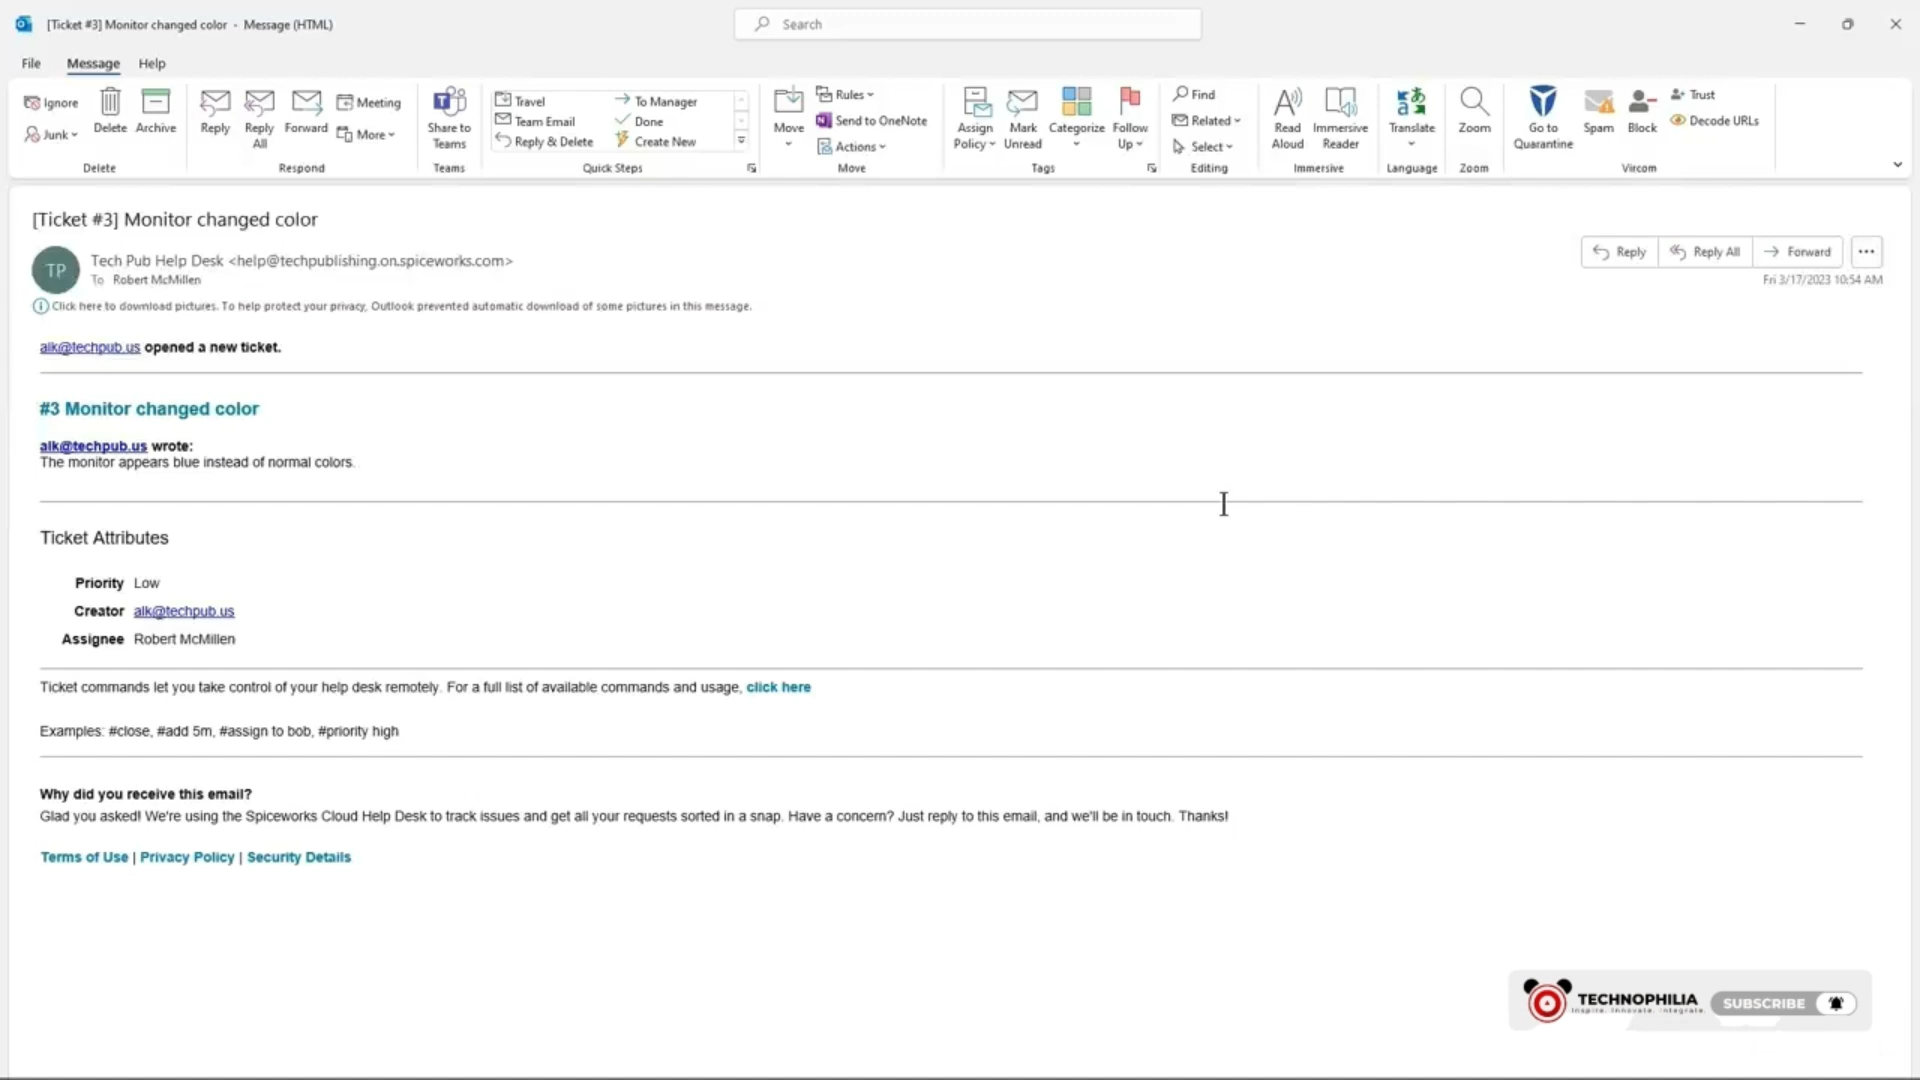 [Ticket #3] Monitor changed color - Message (HTML)
Search
File Message Help
Ignore
Junk
Delete
Archive
Delete
Reply
Reply All
Forward
Meeting
More
Respond
Share to Teams
Teams
Travel
To Manager
Team Email
Done
Reply & Delete
Create New
Quick Steps
Move
Rules
Send to OneNote
Actions
Move
Assign Policy
Mark Unread
Categorize
Follow Up
Tags
Find
Related
Select
Editing
Read Aloud
Immersive Reader
Immersive
Translate
Language
Zoom
Zoom
Go to Quarantine
Spam
Block
Trust
Decode URLs
Vircom
[Ticket #3] Monitor changed color
TP
Tech Pub Help Desk <help@techpublishing.on.spiceworks.com>
To Robert McMillen
Reply
Reply All
Forward
Fri 3/17/2023 10:54 AM
Click here to download pictures. To help protect your privacy, Outlook prevented automatic download of some pictures in this message.
alk@techpub.us opened a new ticket.
#3 Monitor changed color
alk@techpub.us wrote:
The monitor appears blue instead of normal colors.
Ticket Attributes
Priority Low
Creator alk@techpub.us
Assignee Robert McMillen
Ticket commands let you take control of your help desk remotely. For a full list of available commands and usage, click here
Examples: #close, #add 5m, #assign to bob, #priority high
Why did you receive this email?
Glad you asked! We're using the Spiceworks Cloud Help Desk to track issues and get all your requests sorted in a snap. Have a concern? Just reply to this email, and we'll be in touch. Thanks!
Terms of Use | Privacy Policy | Security Details
TECHNOPHILIA
Inspire. Innovate. Integrate.
SUBSCRIBE